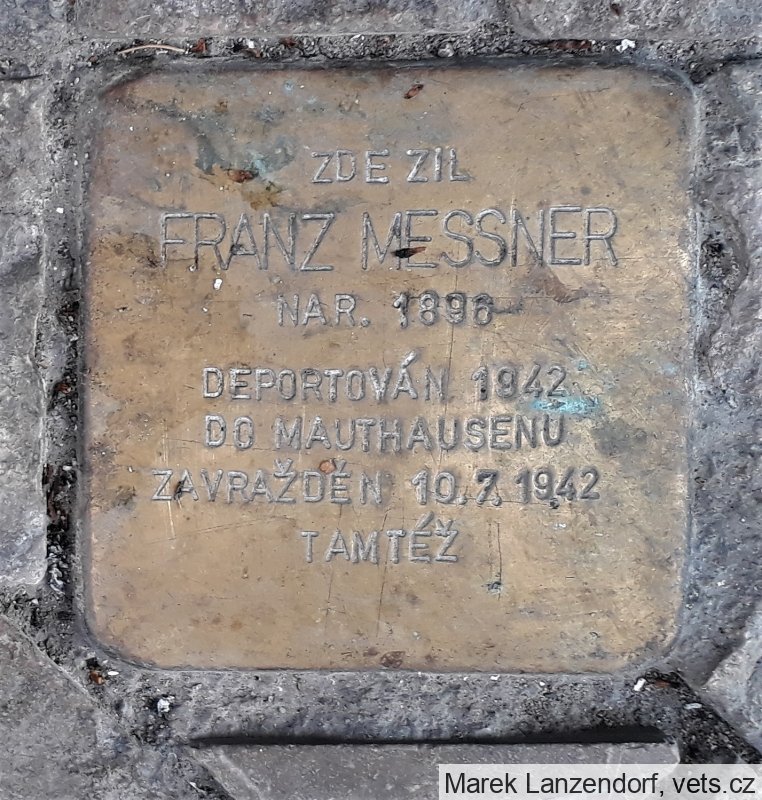 ZDE ŽIL
FRANZ MESSNER
NAR. 1896
DEPORTOVÁN 1942
DO MAUTHAUSENU
ZAVRAŽDĚN 10.7. 1942
TAMTÉŽ
Marek Lanzendorf, vets.cz